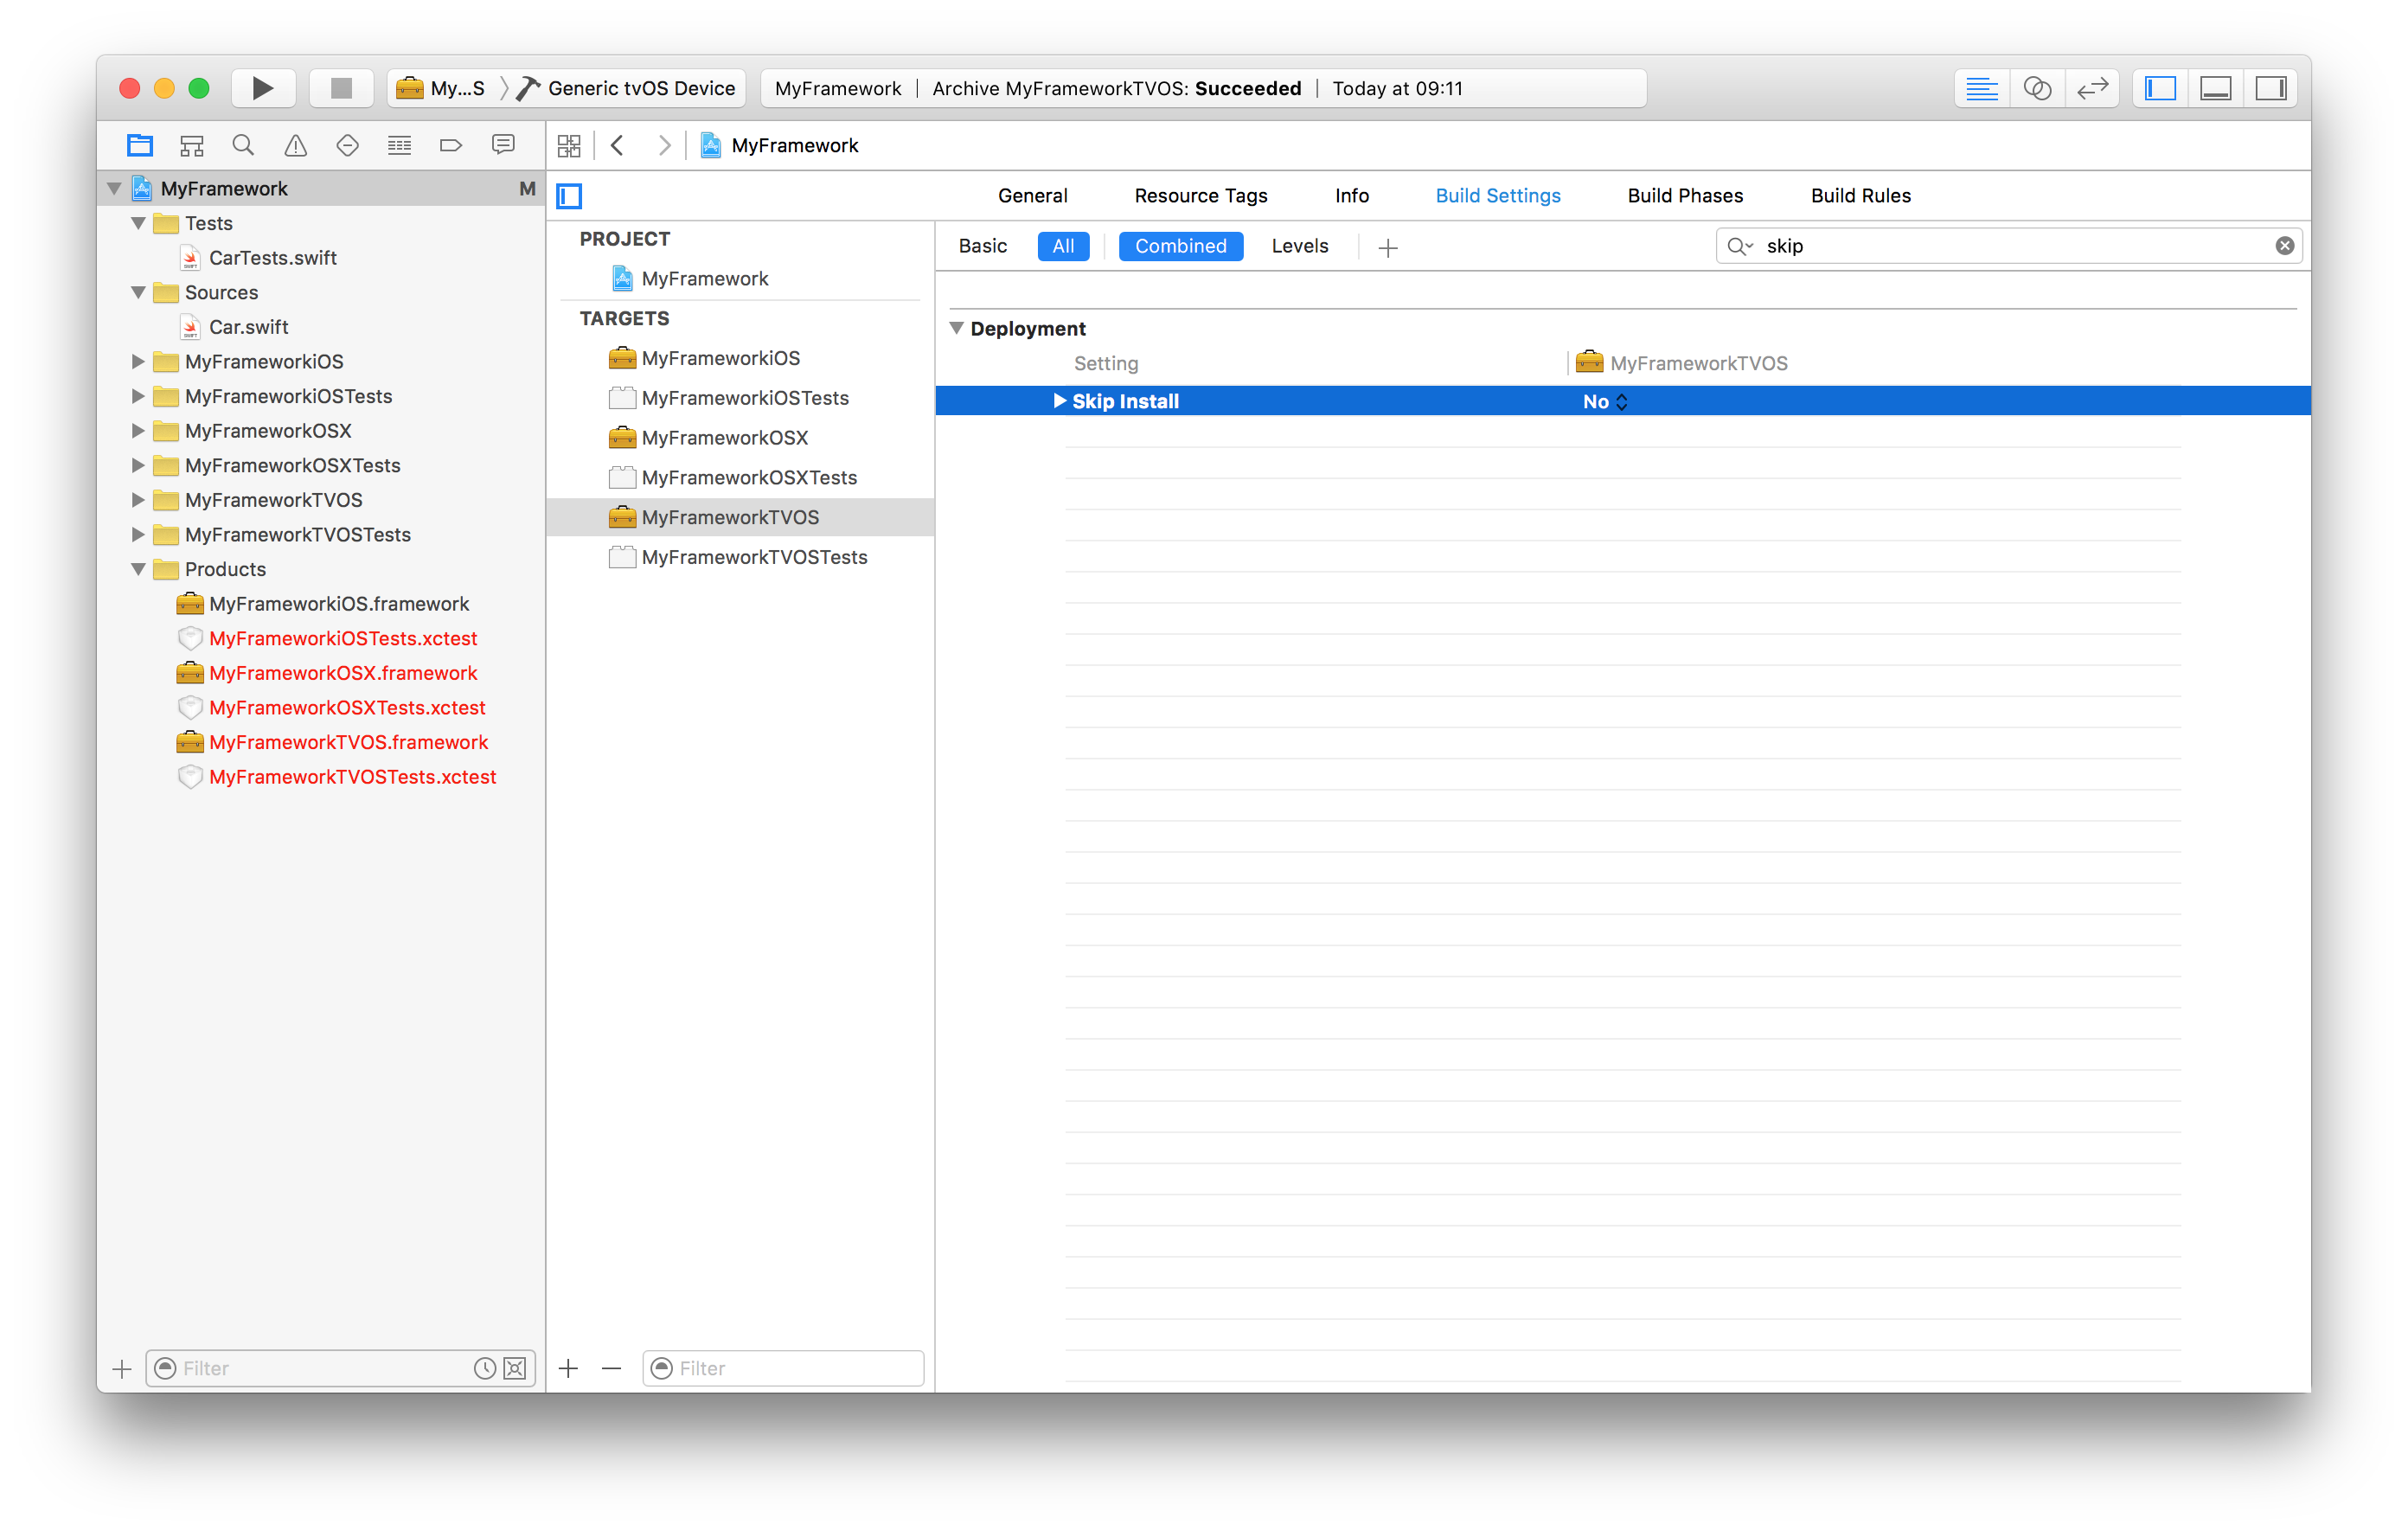 My...S Generic tvOS Device MyFramework Archive MyFrameworkTVOS: Succeeded Today at 09:11
MyFramework
MyFramework M
Tests
CarTests.swift
Sources
Car.swift
MyFrameworkiOS
MyFrameworkiOSTests
MyFrameworkOSX
MyFrameworkOSXTests
MyFrameworkTVOS
MyFrameworkTVOSTests
Products
MyFrameworkiOS.framework
MyFrameworkiOSTests.xctest
MyFrameworkOSX.framework
MyFrameworkOSXTests.xctest
MyFrameworkTVOS.framework
MyFrameworkTVOSTests.xctest
Filter
General Resource Tags Info Build Settings Build Phases Build Rules
PROJECT
MyFramework
TARGETS
MyFrameworkiOS
MyFrameworkiOSTests
MyFrameworkOSX
MyFrameworkOSXTests
MyFrameworkTVOS
MyFrameworkTVOSTests
Filter
Basic All Combined Levels skip
Deployment
Setting MyFrameworkTVOS
Skip Install No